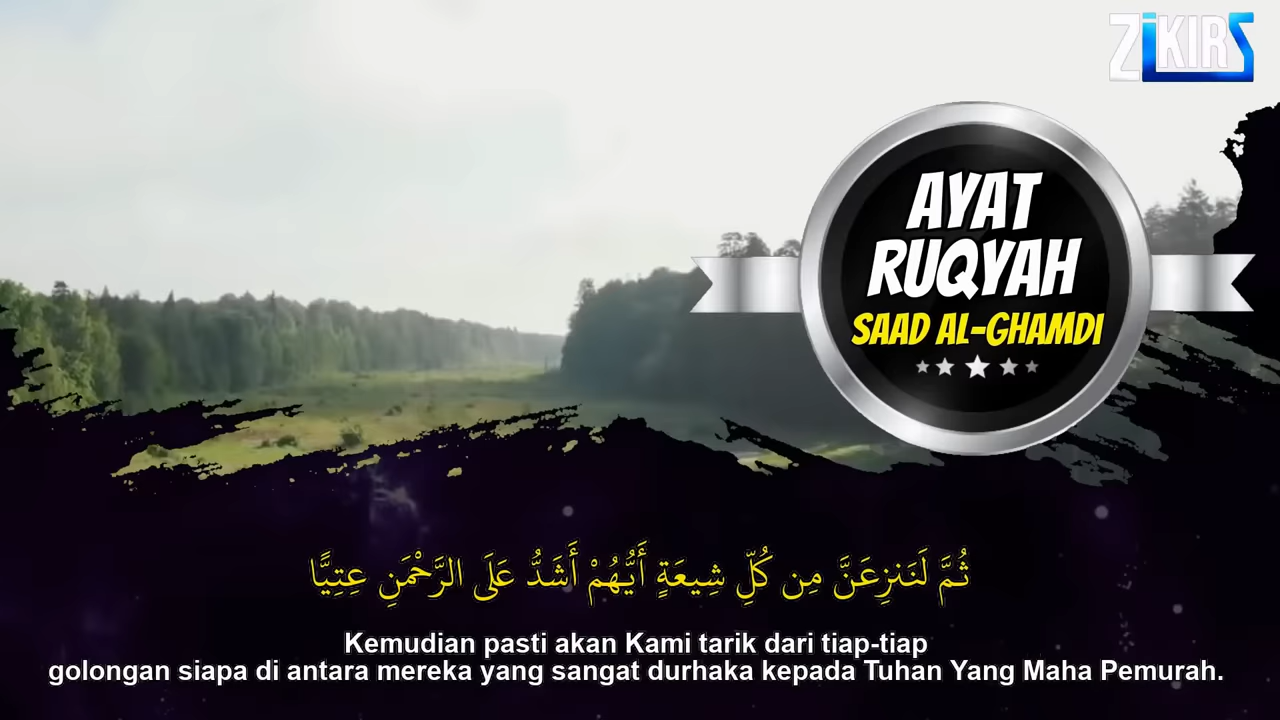 ZIKIRS
AYAT
RUQYAH
SAAD AL-GHAMDI
ثُمَّ لَنَنزِعَنَّ مِن كُلِّ شِيعَةٍ أَيُّهُمْ أَشَدُّ عَلَى الرَّحْمَنِ عِتِيًّا
Kemudian pasti akan Kami tarik dari tiap-tiap
golongan siapa di antara mereka yang sangat durhaka kepada Tuhan Yang Maha Pemurah.